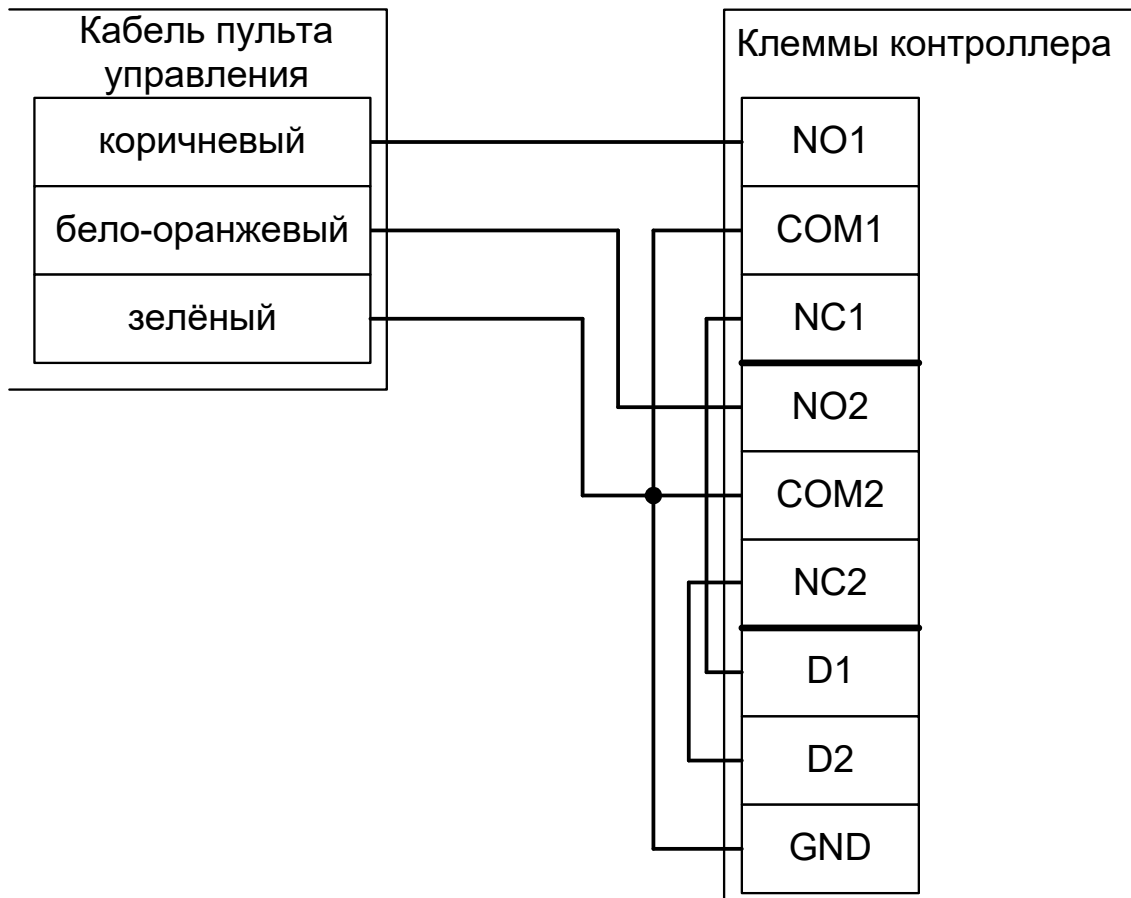 Кабель пульта
управления
коричневый
бело-оранжевый
зелёный
Клеммы контроллера
NO1
COM1
NC1
NO2
COM2
NC2
D1
D2
GND